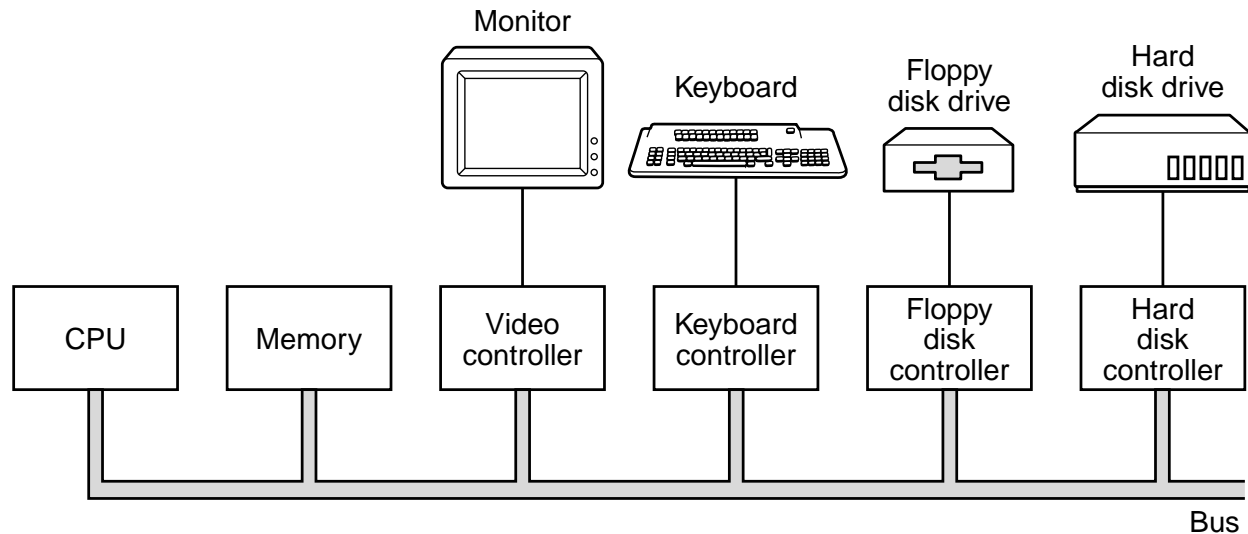 Monitor
Keyboard
Floppy
disk drive
Hard
disk drive
CPU
Memory
Video
controller
Keyboard
controller
Floppy
disk
controller
Hard
disk
controller
Bus